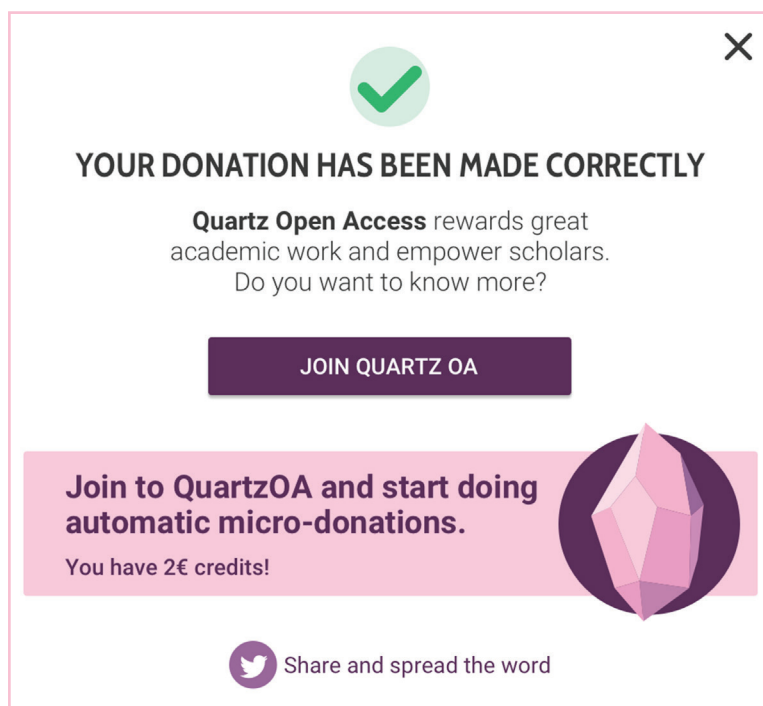 YOUR DONATION HAS BEEN MADE CORRECTLY
Quartz Open Access rewards great
academic work and empower scholars.
Do you want to know more?
JOIN QUARTZ OA
Join to QuartzOA and start doing
automatic micro-donations.
You have 2€ credits!
Share and spread the word